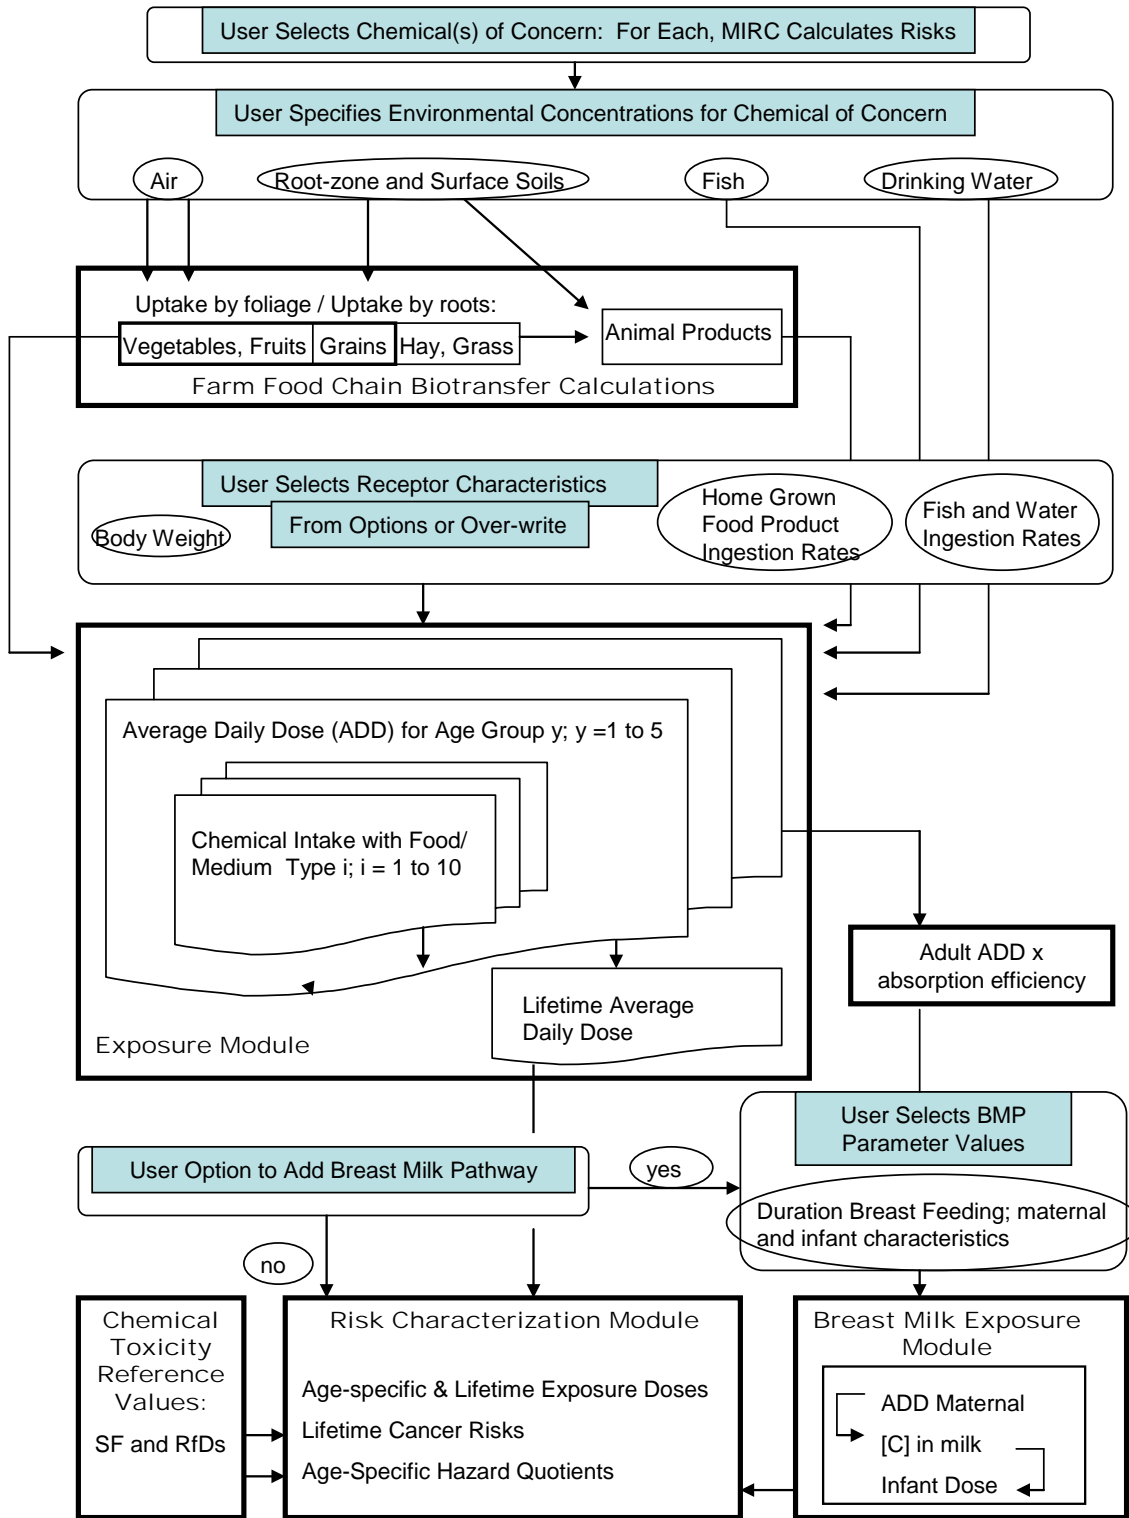 User Selects Chemical(s) of Concern: For Each, MIRC Calculates Risks
User Specifies Environmental Concentrations for Chemical of Concern
Air
Root-zone and Surface Soils
Fish
Drinking Water
Uptake by foliage / Uptake by roots:
Vegetables, Fruits
Grains
Hay, Grass
Animal Products
Farm Food Chain Biotransfer Calculations
User Selects Receptor Characteristics
From Options or Over-write
Body Weight
Home Grown
Food Product
Ingestion Rates
Fish and Water
Ingestion Rates
Average Daily Dose (ADD) for Age Group y; y =1 to 5
Chemical Intake with Food/
Medium Type i; i = 1 to 10
Lifetime Average
Daily Dose
Exposure Module
Adult ADD x
absorption efficiency
User Selects BMP
Parameter Values
User Option to Add Breast Milk Pathway
yes
Duration Breast Feeding; maternal
and infant characteristics
no
Chemical
Toxicity
Reference
Values:
SF and RfDs
Risk Characterization Module
Age-specific & Lifetime Exposure Doses
Lifetime Cancer Risks
Age-Specific Hazard Quotients
Breast Milk Exposure
Module
ADD Maternal
[C] in milk
Infant Dose